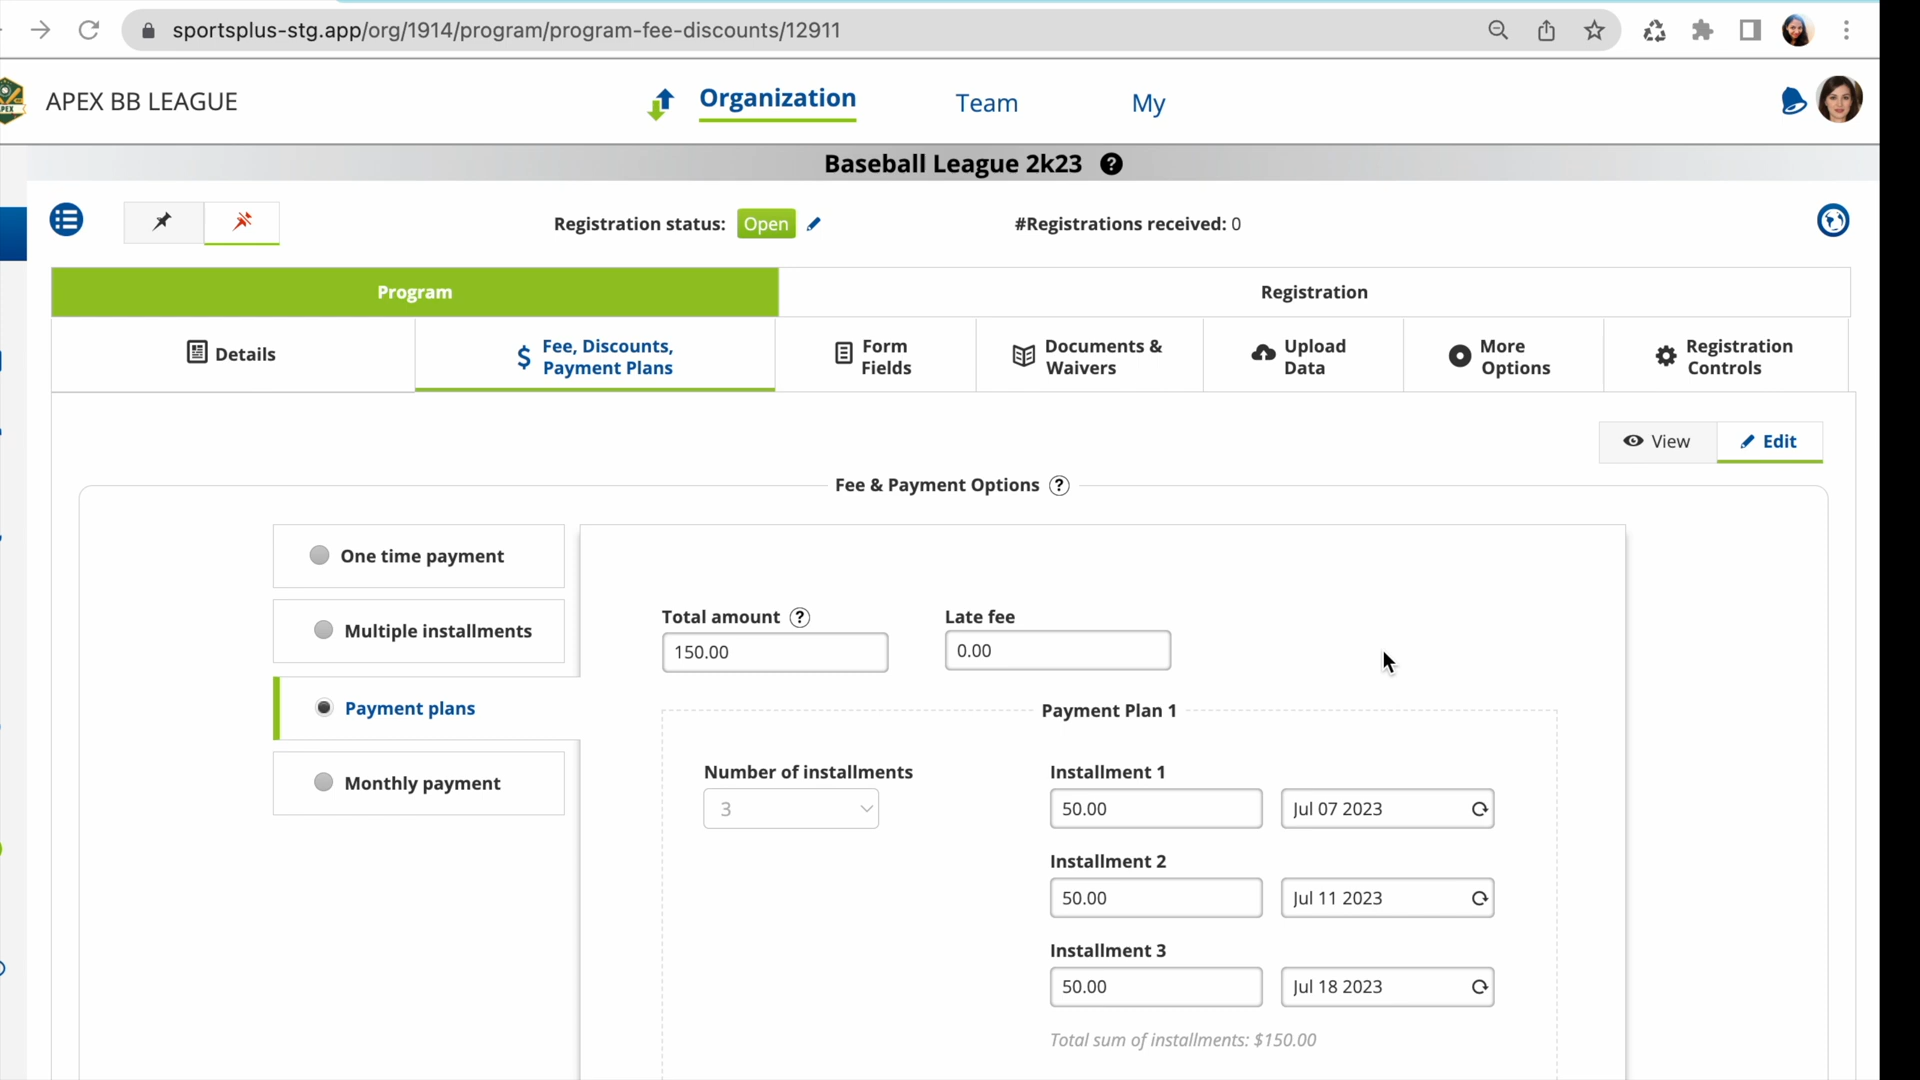 sportsplus-stg.app/org/1914/program/program-fee-discounts/12911
APEX BB LEAGUE
Organization
Team
My
Baseball League 2k23 ?
Registration status: Open
#Registrations received: 0
Program
Registration
Details
Fee, Discounts,
Payment Plans
Form
Fields
Documents &
Waivers
Upload
Data
More
Options
Registration
Controls
View
Edit
Fee & Payment Options ?
One time payment
Multiple installments
Payment plans
Monthly payment
Total amount ?
150.00
Late fee
0.00
Payment Plan 1
Number of installments
3
Installment 1
50.00
Jul 07 2023
Installment 2
50.00
Jul 11 2023
Installment 3
50.00
Jul 18 2023
Total sum of installments: $150.00